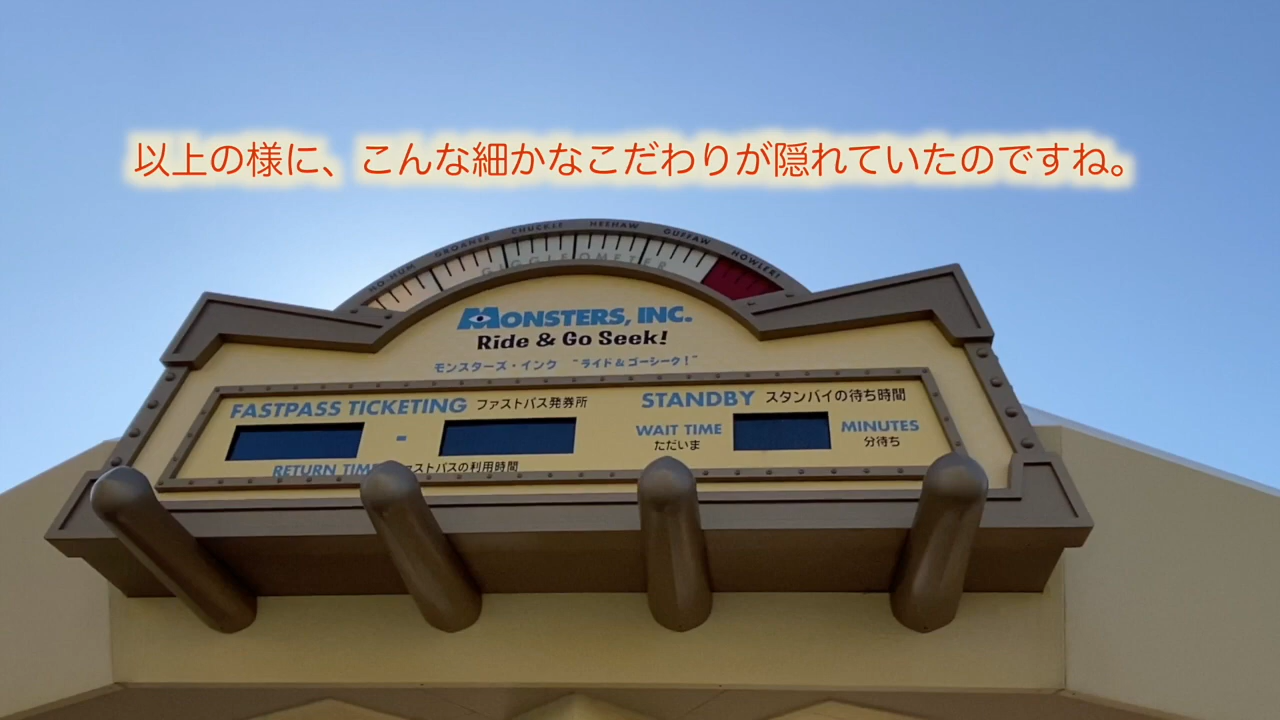 以上の様に、こんな細かなこだわりが隠れていたのですね。
HO-HUM GROANER CHUCKLE HEEHAW GUFFAW HOWLER!
GIGGLE-O-METER
MONSTERS, INC.
Ride & Go Seek!
モンスターズ・インク “ライド&ゴーシーク!”
FASTPASS TICKETING ファストパス発券所
STANDBY スタンバイの待ち時間
-
WAIT TIME
ただいま
MINUTES
分待ち
RETURN TIME ァストパスの利用時間